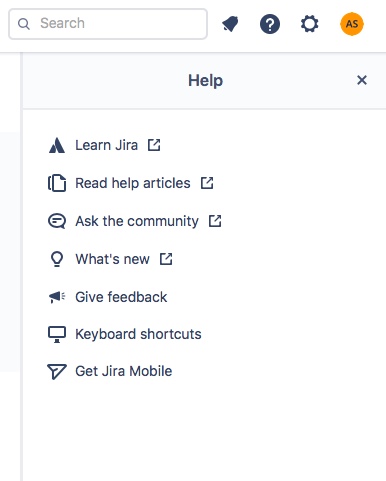 Search
AS
Help
Learn Jira
Read help articles
Ask the community
What's new
Give feedback
Keyboard shortcuts
Get Jira Mobile